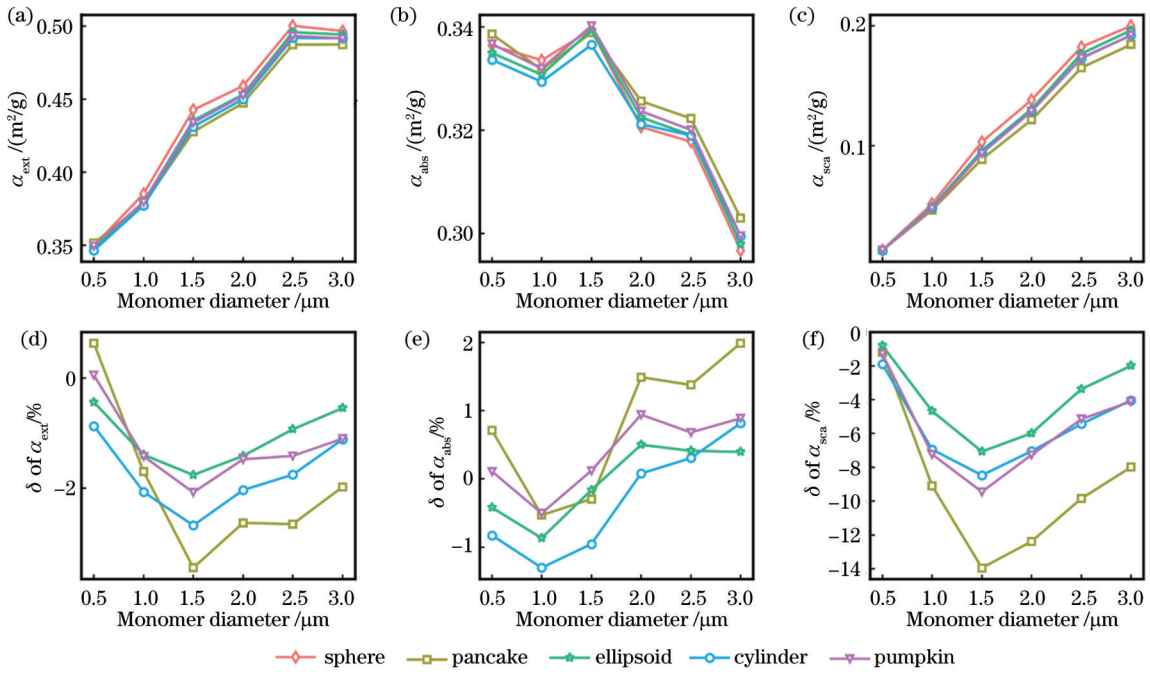 (a)
α_ext /(m²/g)
0.50
0.45
0.40
0.35
0.5 1.0 1.5 2.0 2.5 3.0
Monomer diameter /μm
(b)
α_abs /(m²/g)
0.34
0.32
0.30
0.5 1.0 1.5 2.0 2.5 3.0
Monomer diameter /μm
(c)
α_sca /(m²/g)
0.2
0.1
0.5 1.0 1.5 2.0 2.5 3.0
Monomer diameter /μm
(d)
δ of α_ext/%
0
−2
0.5 1.0 1.5 2.0 2.5 3.0
Monomer diameter /μm
(e)
δ of α_abs/%
2
1
0
−1
0.5 1.0 1.5 2.0 2.5 3.0
Monomer diameter /μm
(f)
δ of α_sca/%
0
−2
−4
−6
−8
−10
−12
−14
0.5 1.0 1.5 2.0 2.5 3.0
Monomer diameter /μm
sphere pancake ellipsoid cylinder pumpkin